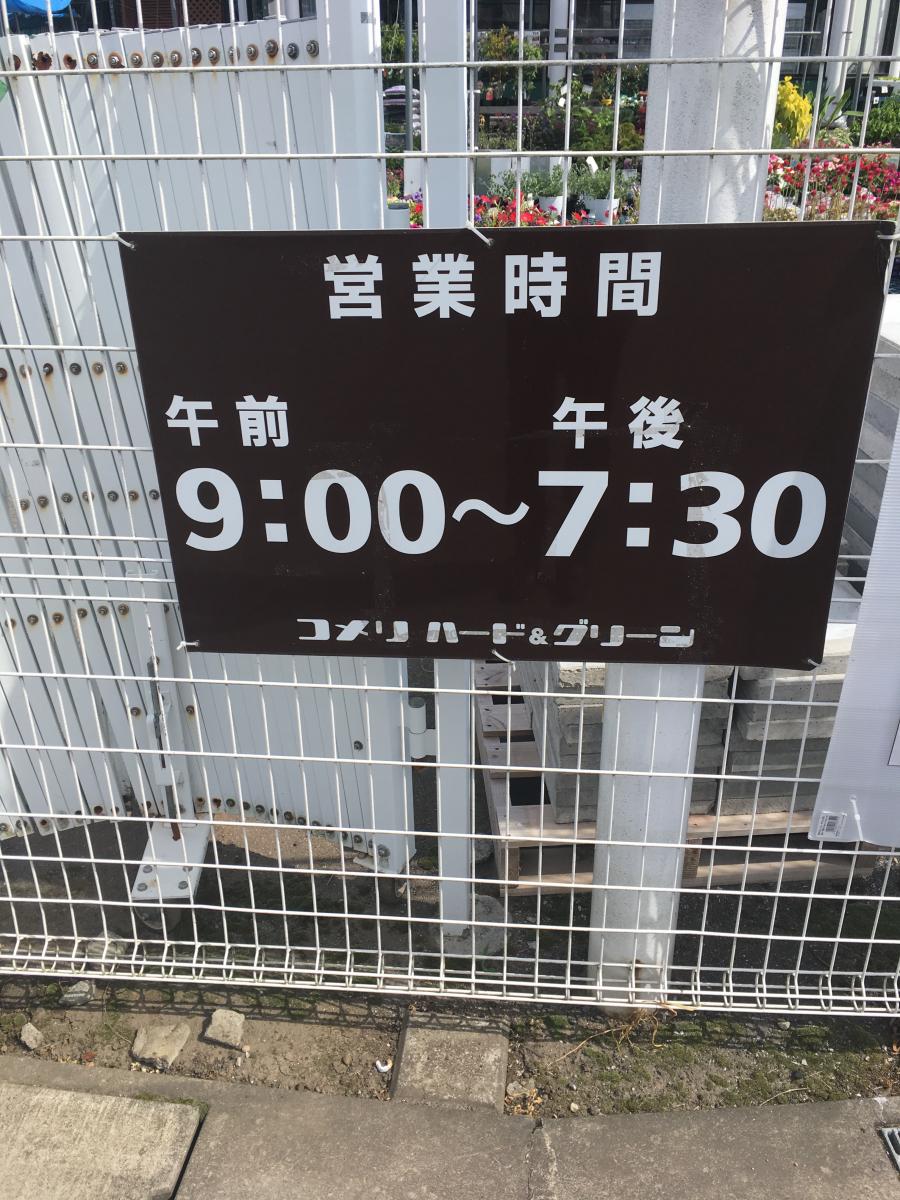 営業時間
午前 午後
9:00～7:30
コメリ ハード&グリーン